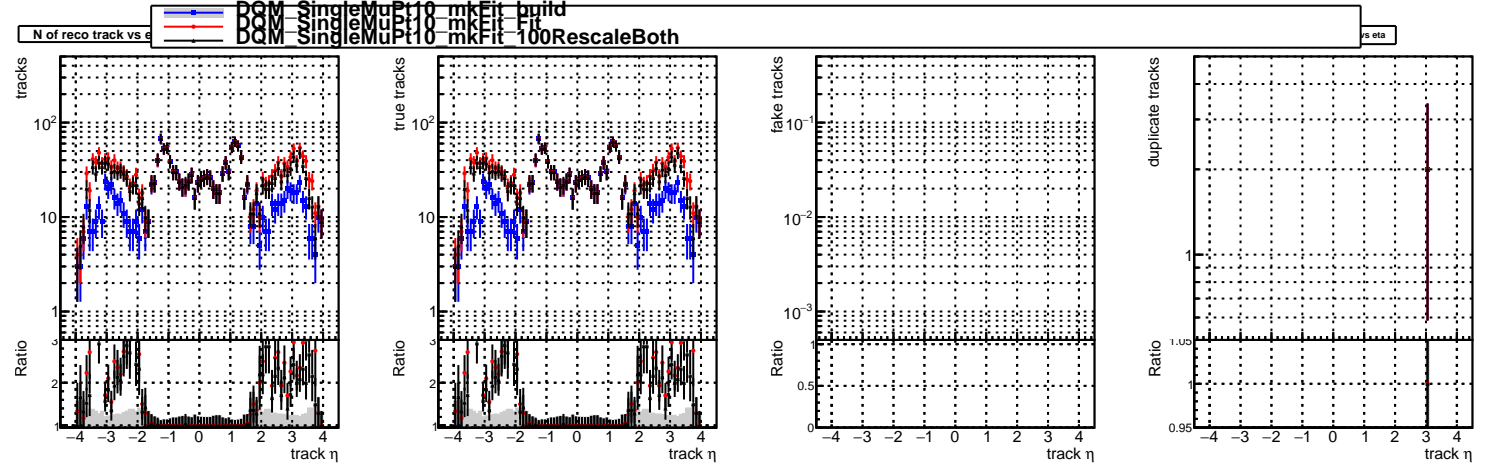 DQM_SingleMuPt10_mkFit_build
DQM_SingleMuPt10_mkFit_Fit
DQM_SingleMuPt10_mkFit_100RescaleBoth
N of reco track vs e
vs eta
tracks
10²
10
1
Ratio
3
2
1
−4 −3 −2 −1 0 1 2 3 4
track η
true tracks
10²
10
1
Ratio
3
2
1
−4 −3 −2 −1 0 1 2 3 4
track η
fake tracks
10⁻¹
10⁻²
10⁻³
Ratio
1
0.5
0
−4 −3 −2 −1 0 1 2 3 4
track η
duplicate tracks
1
Ratio
1.05
1
0.95
−4 −3 −2 −1 0 1 2 3 4
track η